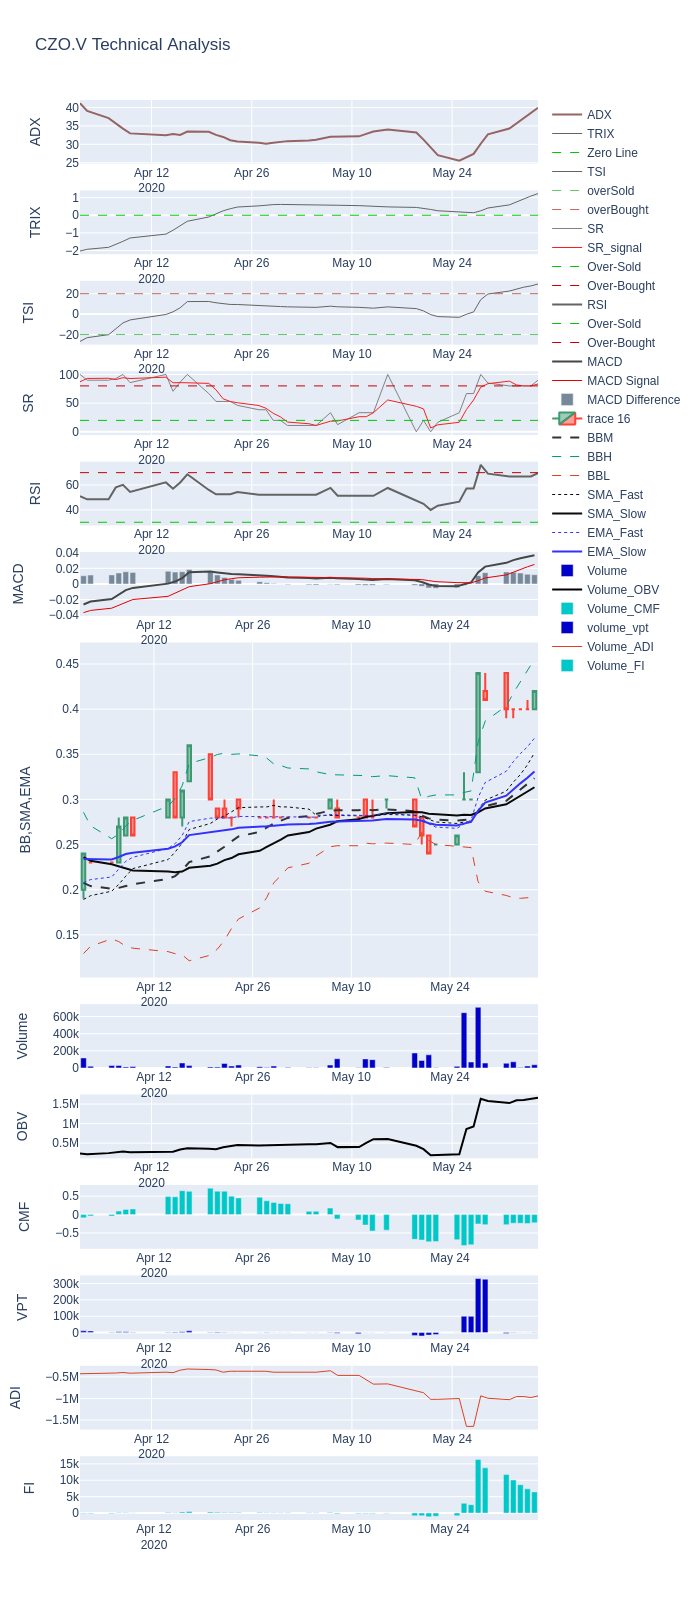 CZO.V Technical Analysis
ADX
40
35
30
25
Apr 12
2020
Apr 26
May 10
May 24
TRIX
1
0
−1
−2
Apr 12
2020
Apr 26
May 10
May 24
TSI
20
0
−20
Apr 12
2020
Apr 26
May 10
May 24
SR
100
50
0
Apr 12
2020
Apr 26
May 10
May 24
RSI
60
40
Apr 12
2020
Apr 26
May 10
May 24
MACD
0.04
0.02
0
−0.02
−0.04
Apr 12
2020
Apr 26
May 10
May 24
BB,SMA,EMA
0.45
0.4
0.35
0.3
0.25
0.2
0.15
Apr 12
2020
Apr 26
May 10
May 24
Volume
600k
400k
200k
0
Apr 12
2020
Apr 26
May 10
May 24
OBV
1.5M
1M
0.5M
Apr 12
2020
Apr 26
May 10
May 24
CMF
0.5
0
−0.5
Apr 12
2020
Apr 26
May 10
May 24
VPT
300k
200k
100k
0
Apr 12
2020
Apr 26
May 10
May 24
ADI
−0.5M
−1M
−1.5M
Apr 12
2020
Apr 26
May 10
May 24
FI
15k
10k
5k
0
Apr 12
2020
Apr 26
May 10
May 24
ADX
TRIX
Zero Line
TSI
overSold
overBought
SR
SR_signal
Over-Sold
Over-Bought
RSI
Over-Sold
Over-Bought
MACD
MACD Signal
MACD Difference
trace 16
BBM
BBH
BBL
SMA_Fast
SMA_Slow
EMA_Fast
EMA_Slow
Volume
Volume_OBV
Volume_CMF
volume_vpt
Volume_ADI
Volume_FI